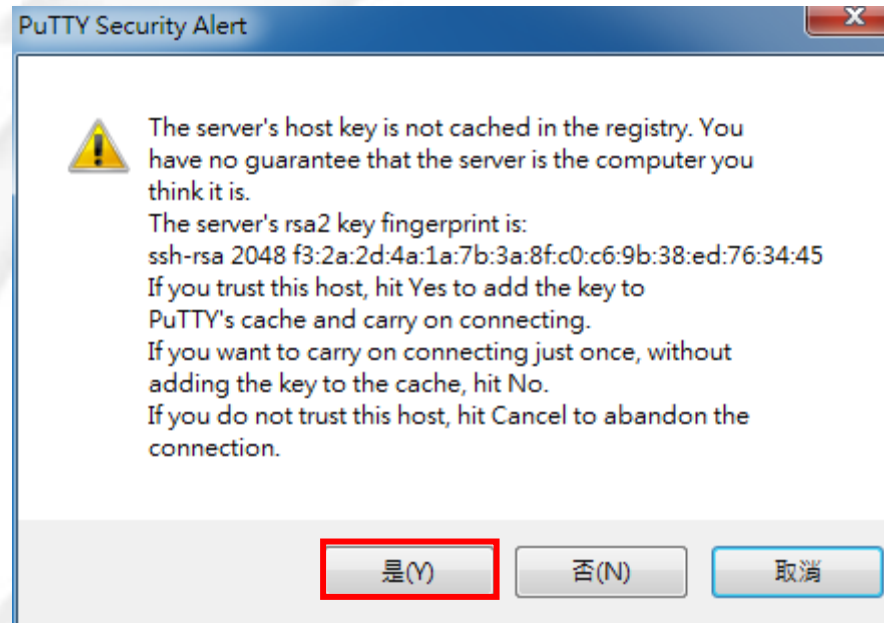 PuTTY Security Alert
The server's host key is not cached in the registry. You
have no guarantee that the server is the computer you
think it is.
The server's rsa2 key fingerprint is:
ssh-rsa 2048 f3:2a:2d:4a:1a:7b:3a:8f:c0:c6:9b:38:ed:76:34:45
If you trust this host, hit Yes to add the key to
PuTTY's cache and carry on connecting.
If you want to carry on connecting just once, without
adding the key to the cache, hit No.
If you do not trust this host, hit Cancel to abandon the
connection.
是(Y) 否(N) 取消